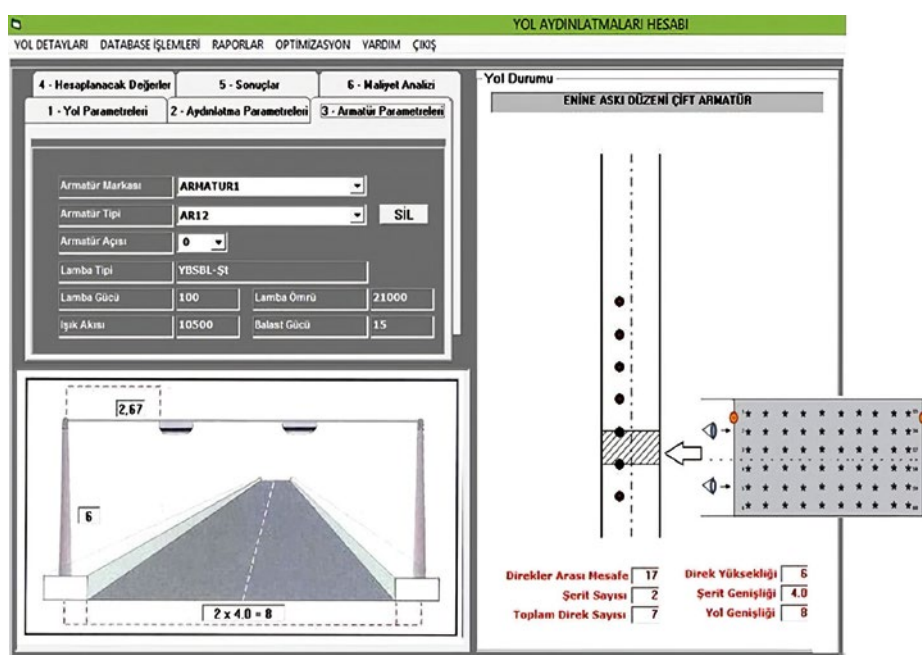 YOL AYDINLATMALARI HESABI
YOL DETAYLARI DATABASE İŞLEMLERİ RAPORLAR OPTIMIZASYON YARDIM ÇIKIŞ
4 - Hesaplanacak Değerler 5 - Sonuçlar 6 - Maliyet Analizi
1 - Yol Parametreleri 2 - Aydınlatma Parametreleri 3 - Armatür Parametreleri
Armatür Markası ARMATUR1
Armatür Tipi AR12 SİL
Armatür Açısı 0
Lamba Tipi YBSBL-Şt
Lamba Gücü 100 Lamba Ömrü 21000
Işık Akısı 10500 Balast Gücü 15
2,67
6
2 x 4.0 = 8
Yol Durumu
ENİNE ASKI DÜZENİ ÇİFT ARMATÜR
Direkler Arası Mesafe 17 Direk Yüksekliği 6
Şerit Sayısı 2 Şerit Genişliği 4.0
Toplam Direk Sayısı 7 Yol Genişliği 8